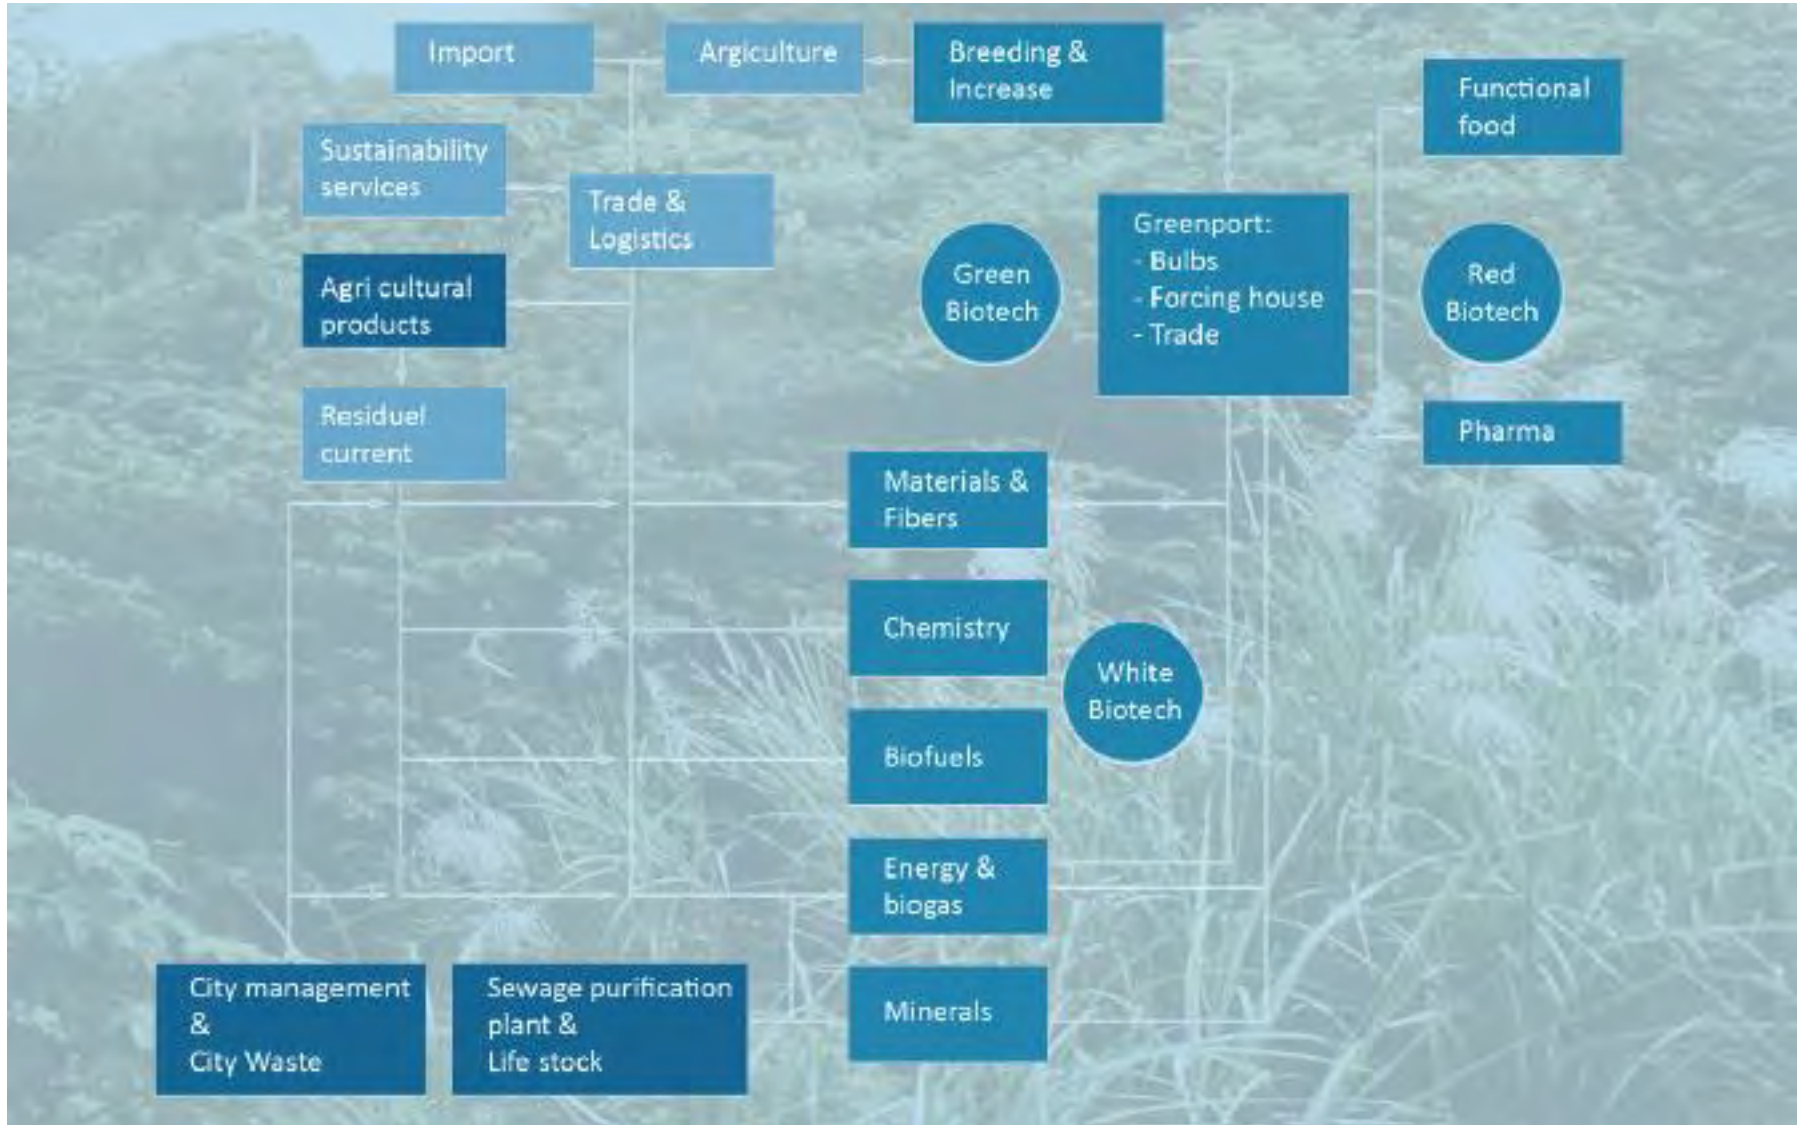 Import
Argiculture
Breeding &
Increase
Functional
food
Sustainability
services
Trade &
Logistics
Greenport:
- Bulbs
- Forcing house
- Trade
Green
Biotech
Red
Biotech
Agri cultural
products
Residuel
current
Pharma
Materials &
Fibers
Chemistry
White
Biotech
Biofuels
Energy &
biogas
City management
&
City Waste
Sewage purification
plant &
Life stock
Minerals